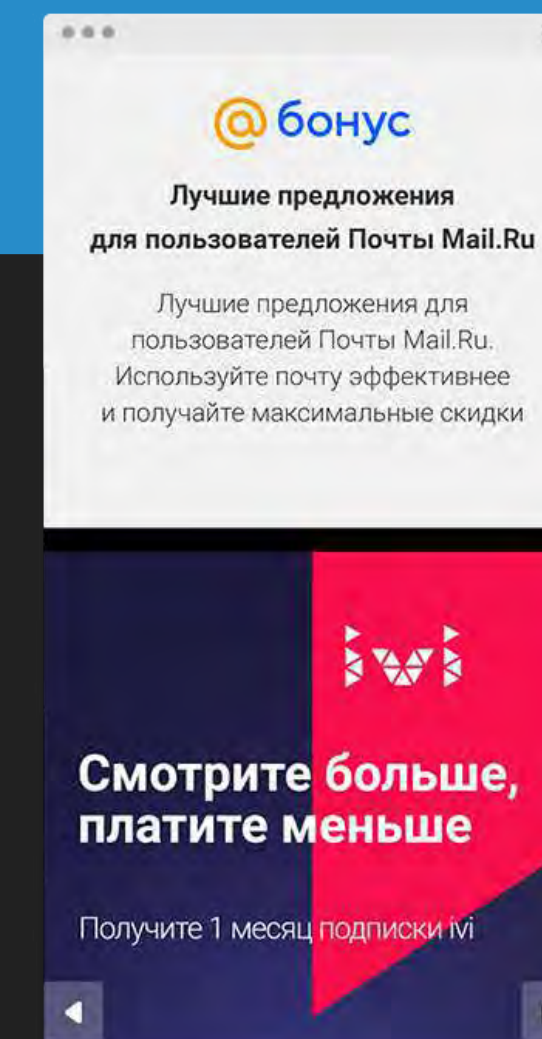 @ бонус
Лучшие предложения
для пользователей Почты Mail.Ru
Лучшие предложения для
пользователей Почты Mail.Ru.
Используйте почту эффективнее
и получайте максимальные скидки
ivi
Смотрите больше,
платите меньше
Получите 1 месяц подписки ivi